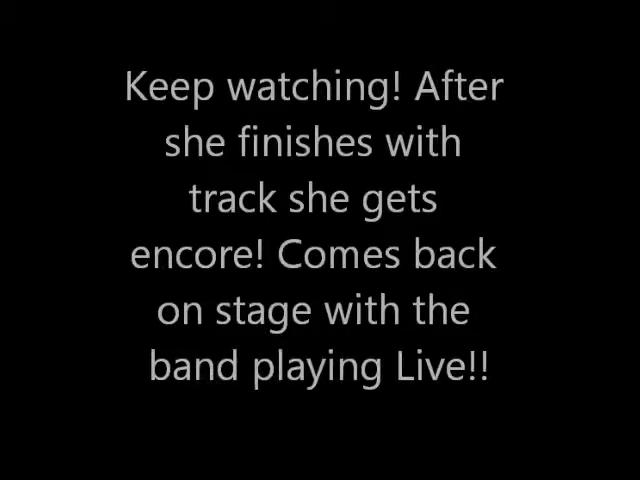 Keep watching! After
she finishes with
track she gets
encore! Comes back
on stage with the
band playing Live!!